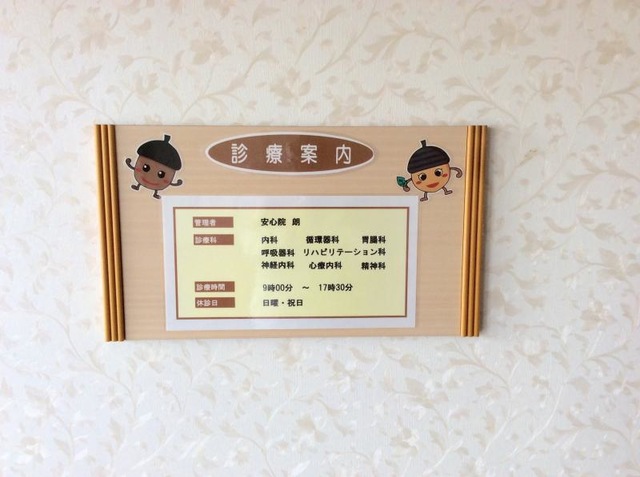 診療案内
管理者 安心院 朗
診療科 内科 循環器科 胃腸科
呼吸器科 リハビリテーション科
神経内科 心療内科 精神科
診療時間 9時00分 ～ 17時30分
休診日 日曜・祝日